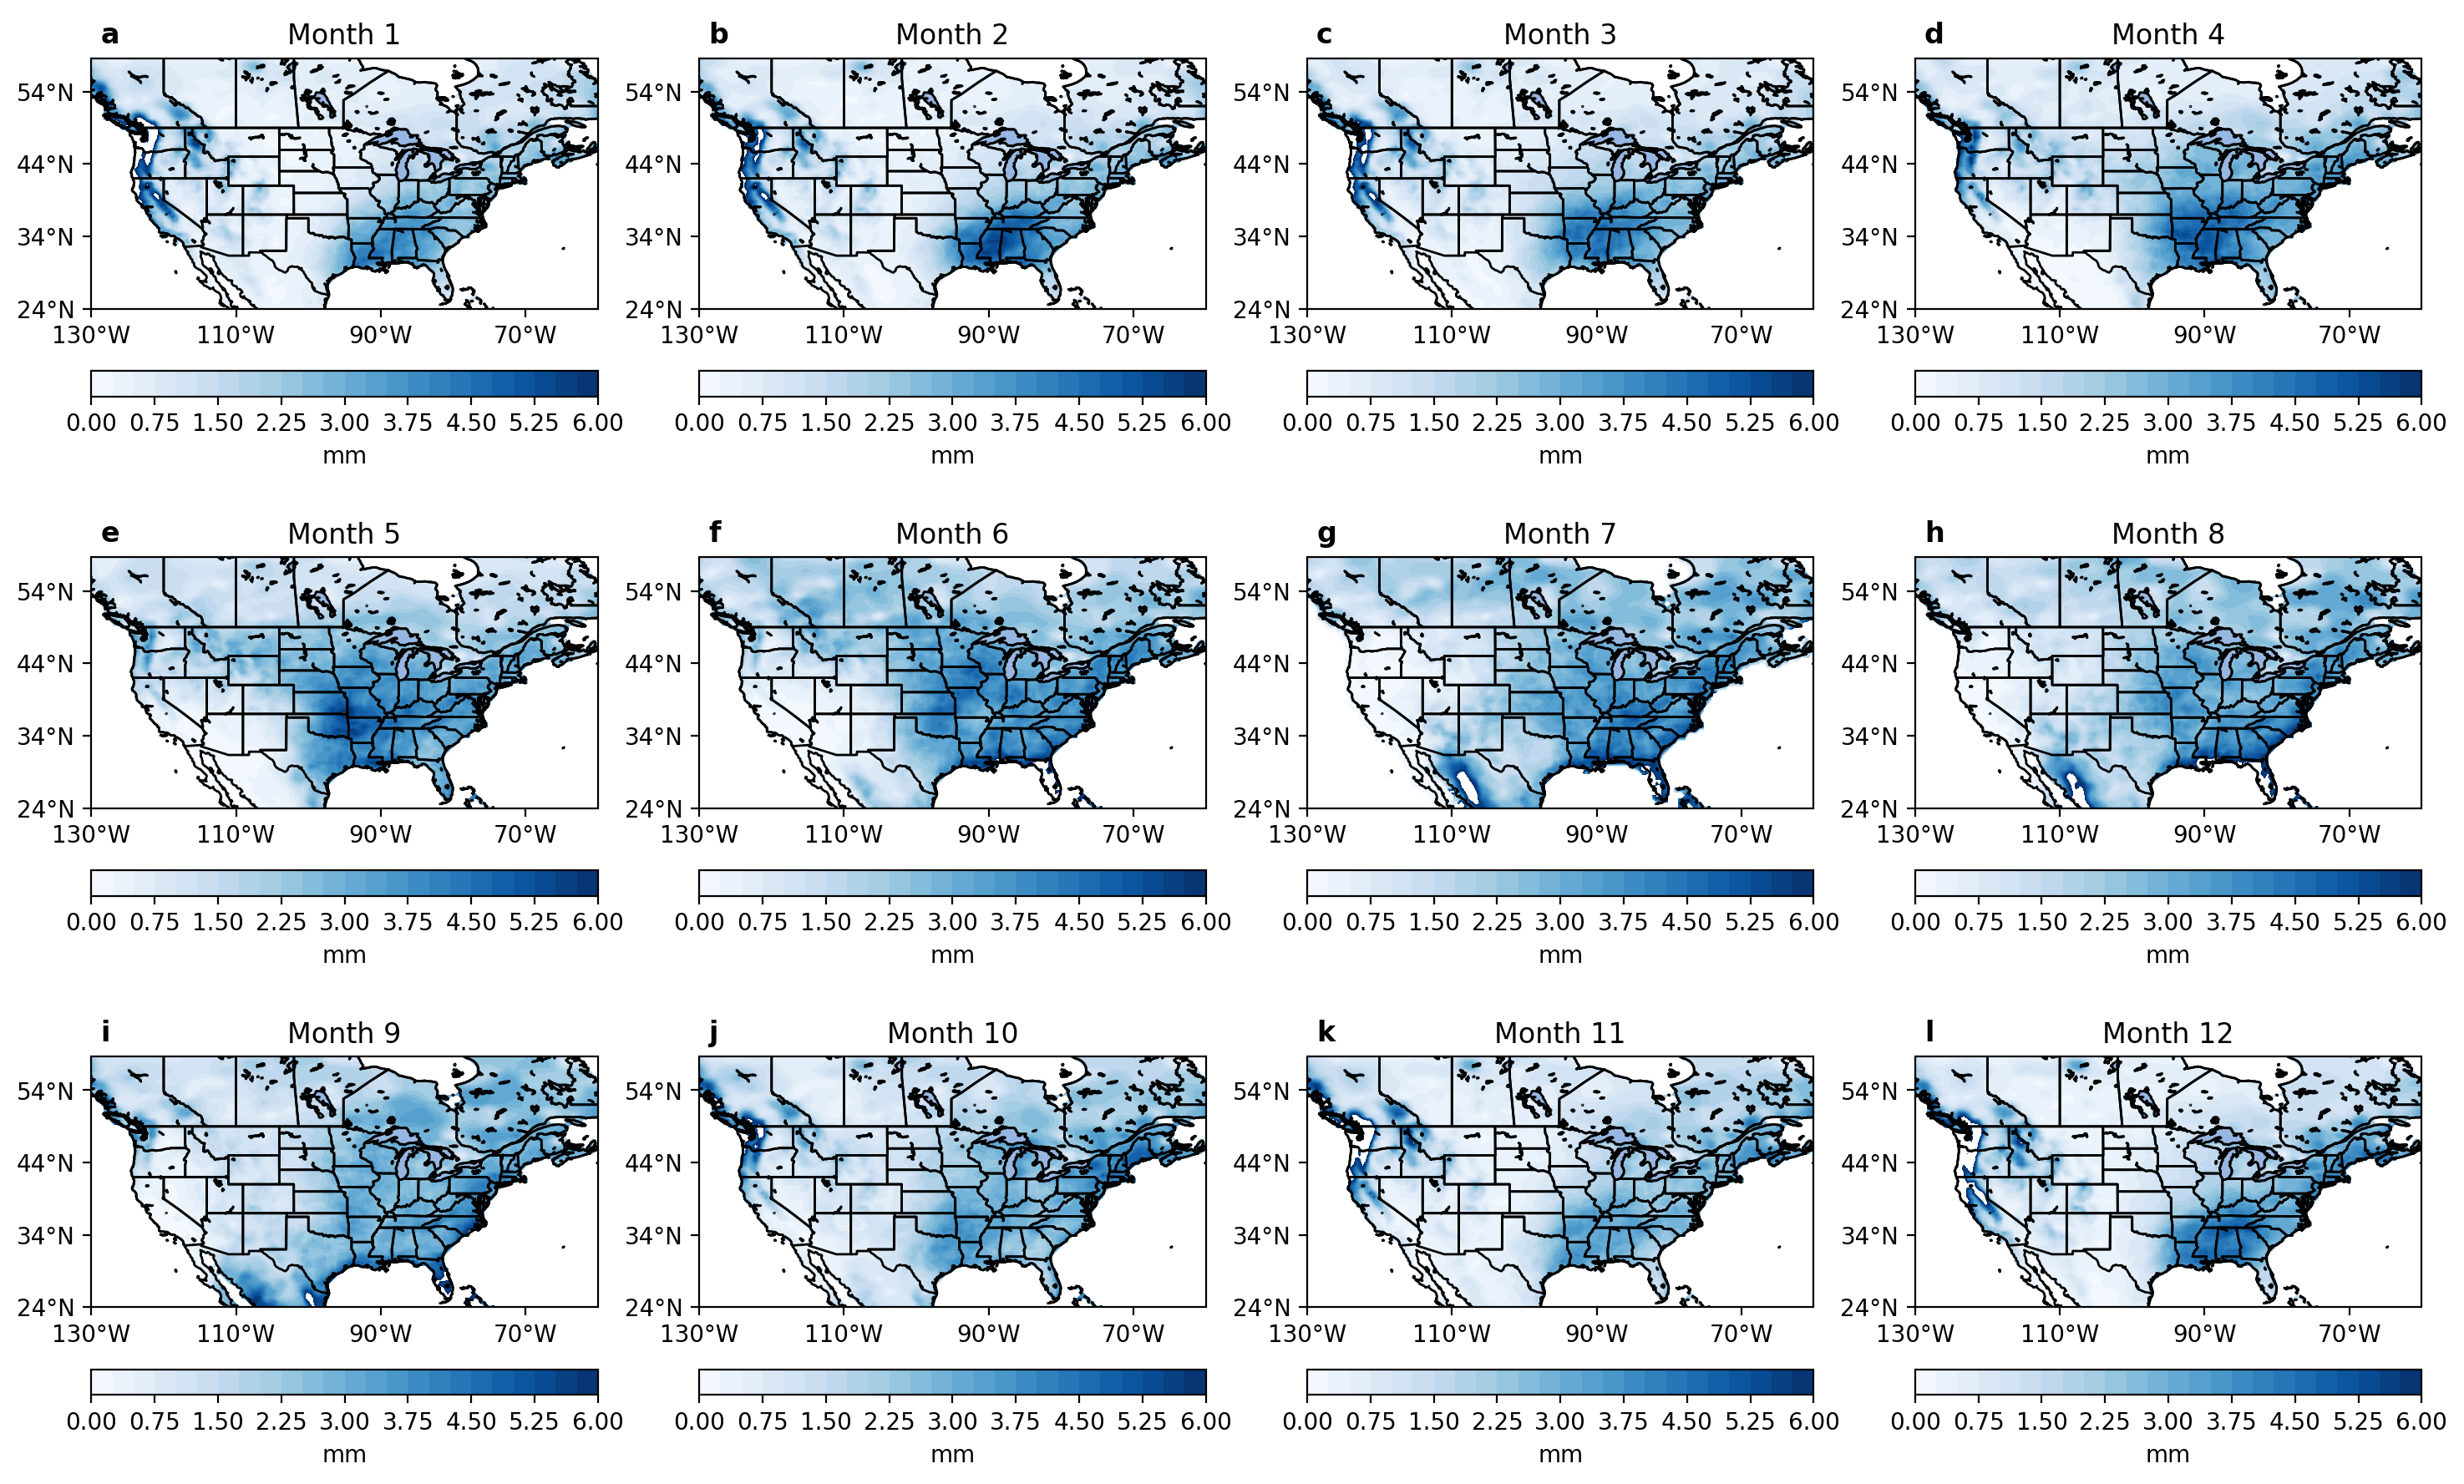 a Month 1
b Month 2
c Month 3
d Month 4
54°N 54°N 54°N 54°N
44°N 44°N 44°N 44°N
34°N 34°N 34°N 34°N
24°N 24°N 24°N 24°N
130°W 110°W 90°W 70°W 130°W 110°W 90°W 70°W 130°W 110°W 90°W 70°W 130°W 110°W 90°W 70°W
0.00 0.75 1.50 2.25 3.00 3.75 4.50 5.25 6.00 0.00 0.75 1.50 2.25 3.00 3.75 4.50 5.25 6.00 0.00 0.75 1.50 2.25 3.00 3.75 4.50 5.25 6.00 0.00 0.75 1.50 2.25 3.00 3.75 4.50 5.25 6.00
mm mm mm mm
e Month 5
f Month 6
g Month 7
h Month 8
54°N 54°N 54°N 54°N
44°N 44°N 44°N 44°N
34°N 34°N 34°N 34°N
24°N 24°N 24°N 24°N
130°W 110°W 90°W 70°W 130°W 110°W 90°W 70°W 130°W 110°W 90°W 70°W 130°W 110°W 90°W 70°W
0.00 0.75 1.50 2.25 3.00 3.75 4.50 5.25 6.00 0.00 0.75 1.50 2.25 3.00 3.75 4.50 5.25 6.00 0.00 0.75 1.50 2.25 3.00 3.75 4.50 5.25 6.00 0.00 0.75 1.50 2.25 3.00 3.75 4.50 5.25 6.00
mm mm mm mm
i Month 9
j Month 10
k Month 11
l Month 12
54°N 54°N 54°N 54°N
44°N 44°N 44°N 44°N
34°N 34°N 34°N 34°N
24°N 24°N 24°N 24°N
130°W 110°W 90°W 70°W 130°W 110°W 90°W 70°W 130°W 110°W 90°W 70°W 130°W 110°W 90°W 70°W
0.00 0.75 1.50 2.25 3.00 3.75 4.50 5.25 6.00 0.00 0.75 1.50 2.25 3.00 3.75 4.50 5.25 6.00 0.00 0.75 1.50 2.25 3.00 3.75 4.50 5.25 6.00 0.00 0.75 1.50 2.25 3.00 3.75 4.50 5.25 6.00
mm mm mm mm